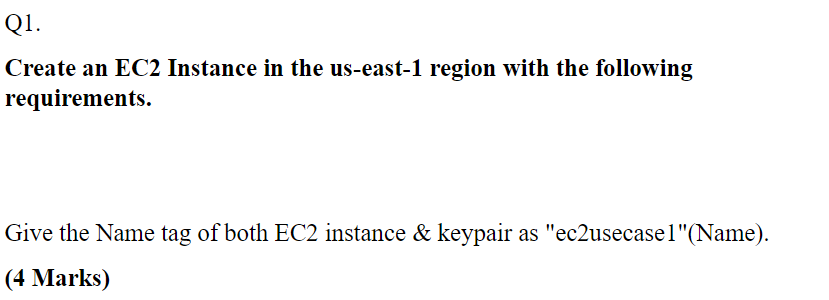 Q1.
Create an EC2 Instance in the us-east-1 region with the following
requirements.
Give the Name tag of both EC2 instance & keypair as "ec2usecase1"(Name).
(4 Marks)